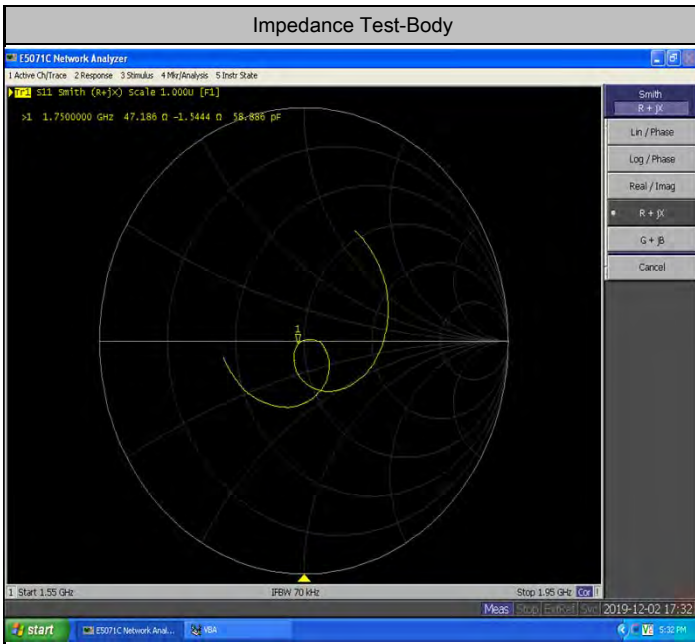 Impedance Test-Body
E5071C Network Analyzer
1 Active Ch/Trace 2 Response 3 Stimulus 4 Mkr/Analysis 5 Instr State
Tr1 S11 Smith (R+jX) Scale 1.000U [F1]
>1 1.7500000 GHz 47.186 Ω -1.5444 Ω 58.886 pF
Smith
R + jX
Lin / Phase
Log / Phase
Real / Imag
R + jX
G + jB
Cancel
1
1 Start 1.55 GHz IFBW 70 kHz Stop 1.95 GHz Cor !
Meas Stop ExtRef Svc 2019-12-02 17:32
start E5071C Network Anal... VBA 5:32 PM